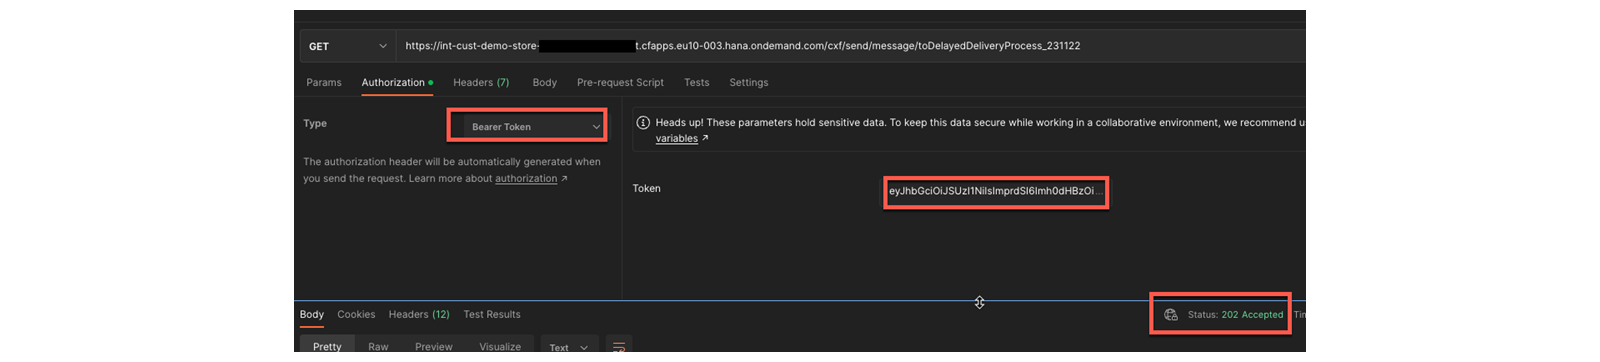 GET https://int-cust-demo-store- t.cfapps.eu10-003.hana.ondemand.com/cxf/send/message/toDelayedDeliveryProcess_231122
Params Authorization Headers (7) Body Pre-request Script Tests Settings
Type Bearer Token
The authorization header will be automatically generated when
you send the request. Learn more about authorization ↗
Heads up! These parameters hold sensitive data. To keep this data secure while working in a collaborative environment, we recommend u
variables ↗
Token eyJhbGciOiJSUzI1NiIsImprdSI6Imh0dHBzOi...
Body Cookies Headers (12) Test Results Status: 202 Accepted Tin
Pretty Raw Preview Visualize Text